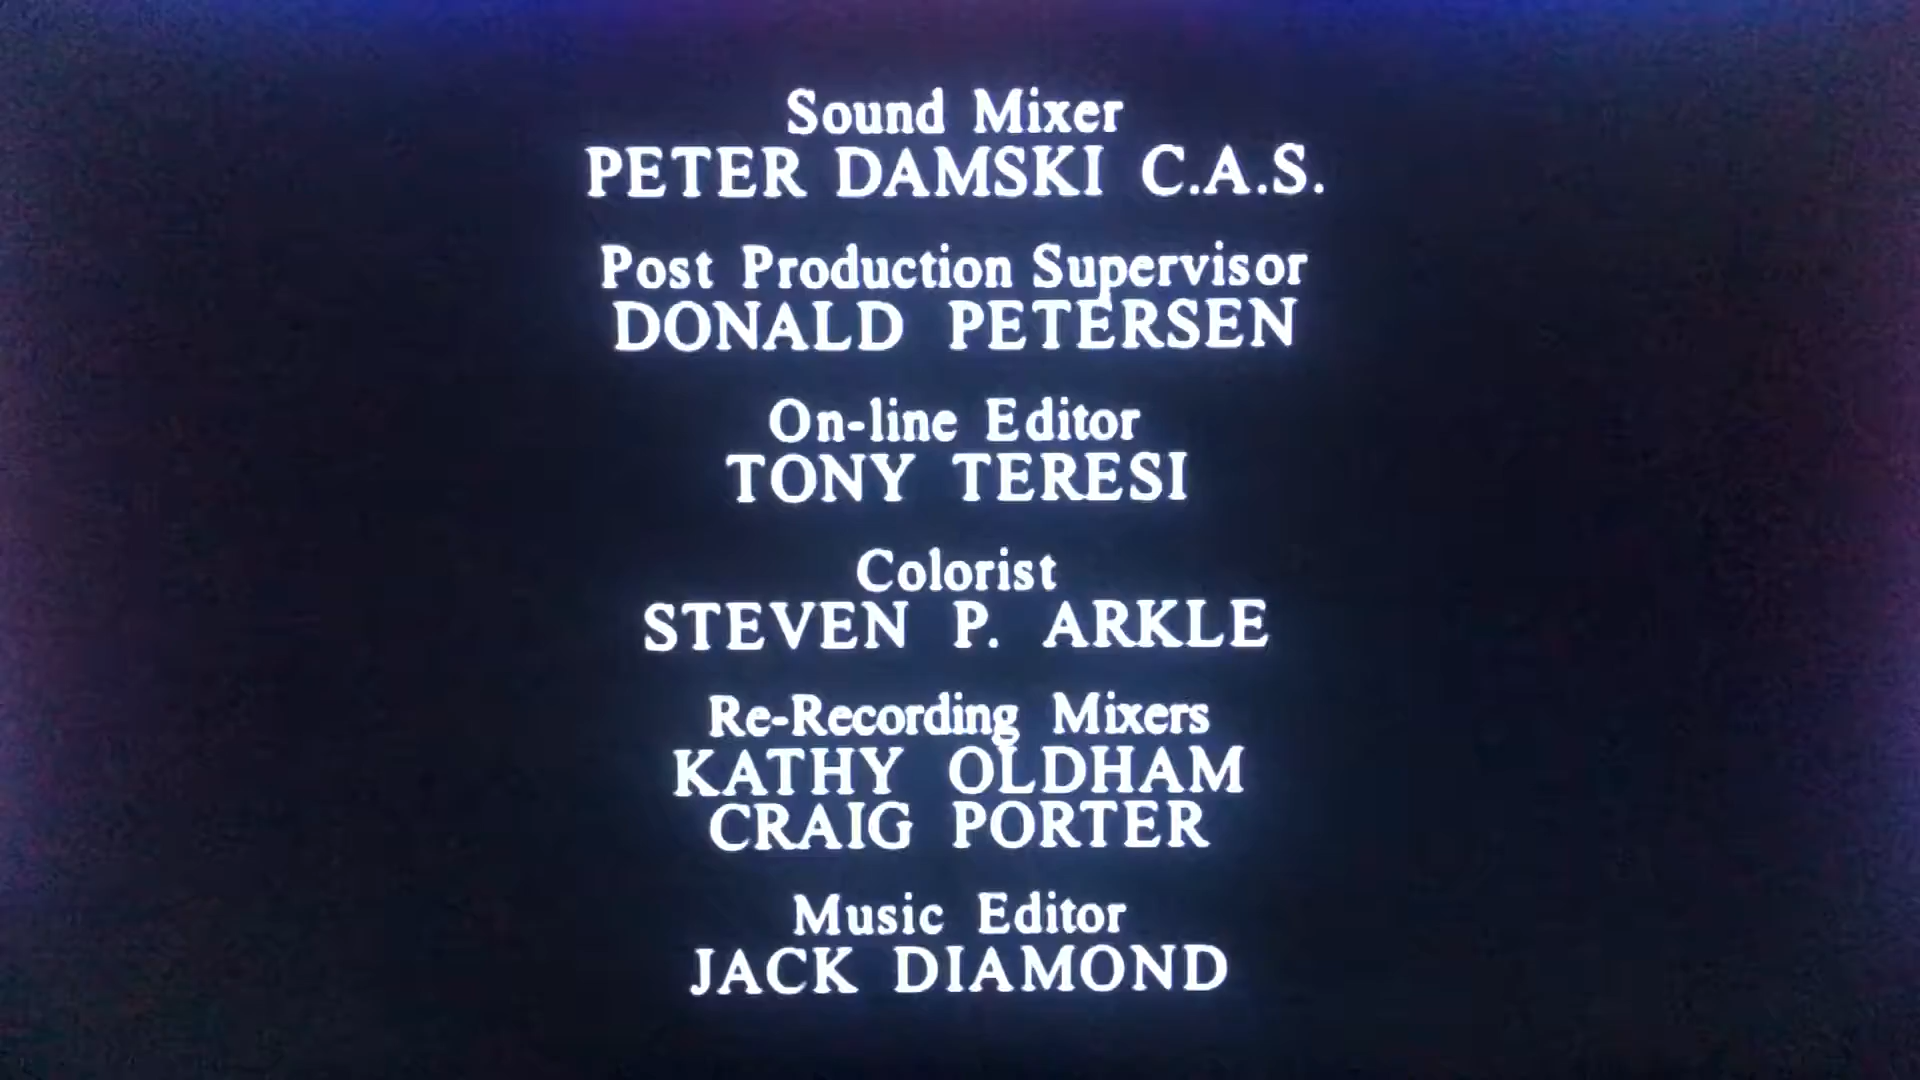 Sound Mixer
PETER DAMSKI C.A.S.
Post Production Supervisor
DONALD PETERSEN
On-line Editor
TONY TERESI
Colorist
STEVEN P. ARKLE
Re-Recording Mixers
KATHY OLDHAM
CRAIG PORTER
Music Editor
JACK DIAMOND